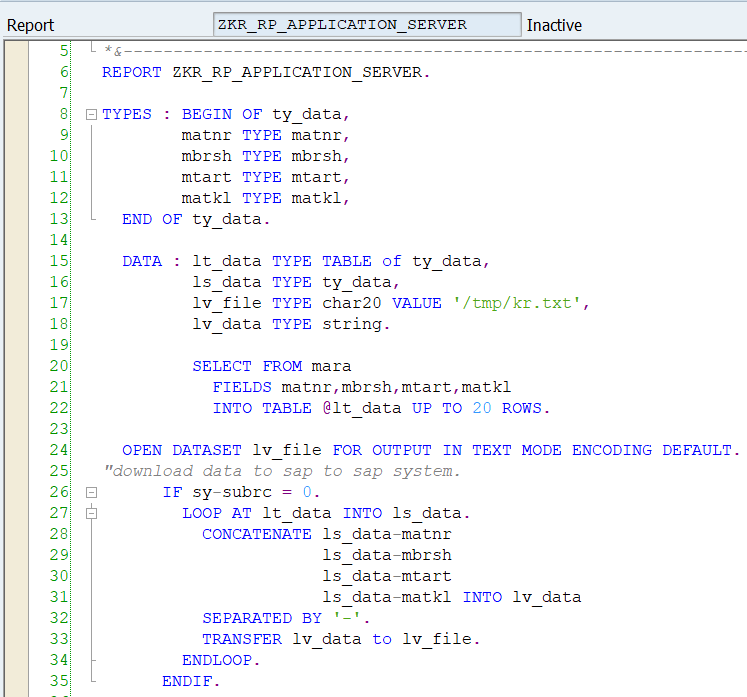 Report ZKR_RP_APPLICATION_SERVER Inactive
5 *&---------------------------------------------------------------------
6 REPORT ZKR_RP_APPLICATION_SERVER.
7
8 TYPES : BEGIN OF ty_data,
9 matnr TYPE matnr,
10 mbrsh TYPE mbrsh,
11 mtart TYPE mtart,
12 matkl TYPE matkl,
13 END OF ty_data.
14
15 DATA : lt_data TYPE TABLE of ty_data,
16 ls_data TYPE ty_data,
17 lv_file TYPE char20 VALUE '/tmp/kr.txt',
18 lv_data TYPE string.
19
20 SELECT FROM mara
21 FIELDS matnr,mbrsh,mtart,matkl
22 INTO TABLE @lt_data UP TO 20 ROWS.
23
24 OPEN DATASET lv_file FOR OUTPUT IN TEXT MODE ENCODING DEFAULT.
25 "download data to sap to sap system.
26 IF sy-subrc = 0.
27 LOOP AT lt_data INTO ls_data.
28 CONCATENATE ls_data-matnr
29 ls_data-mbrsh
30 ls_data-mtart
31 ls_data-matkl INTO lv_data
32 SEPARATED BY '-'.
33 TRANSFER lv_data to lv_file.
34 ENDLOOP.
35 ENDIF.